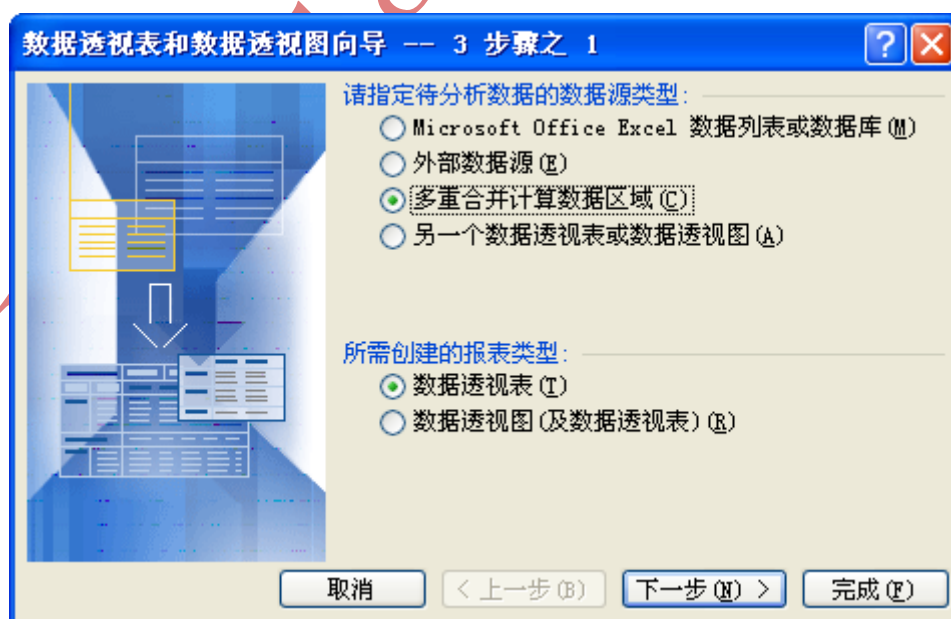 数据透视表和数据透视图向导 -- 3 步骤之 1
请指定待分析数据的数据源类型:
Microsoft Office Excel 数据列表或数据库(M)
外部数据源(E)
多重合并计算数据区域(C)
另一个数据透视表或数据透视图(A)
所需创建的报表类型:
数据透视表(T)
数据透视图(及数据透视表)(R)
取消
< 上一步(B)
下一步(N) >
完成(F)